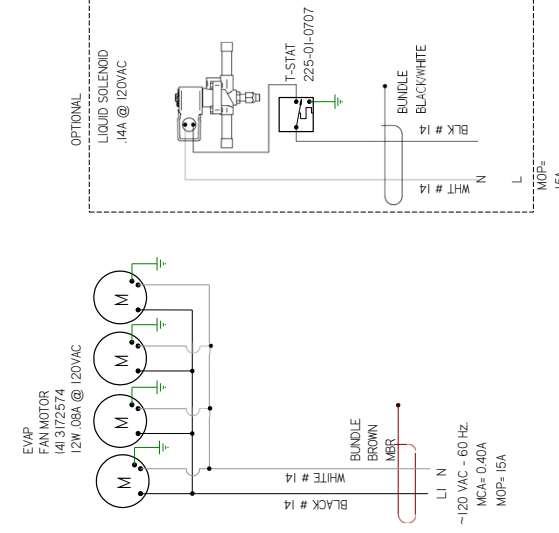 OPTIONAL
LIQUID SOLENOID
.14A @ 120VAC
T-STAT
225-01-0707
BUNDLE
BLACK/WHITE
BLK # 14
WHT # 14
N
L
MOP=
15A
EVAP
FAN MOTOR
(4) 3172574
12W .08A @ 120VAC
M
M
M
M
BUNDLE
BROWN
MBR
WHITE # 14
BLACK # 14
L1 N
~120 VAC - 60 Hz.
MCA= 0.40A
MOP= 15A